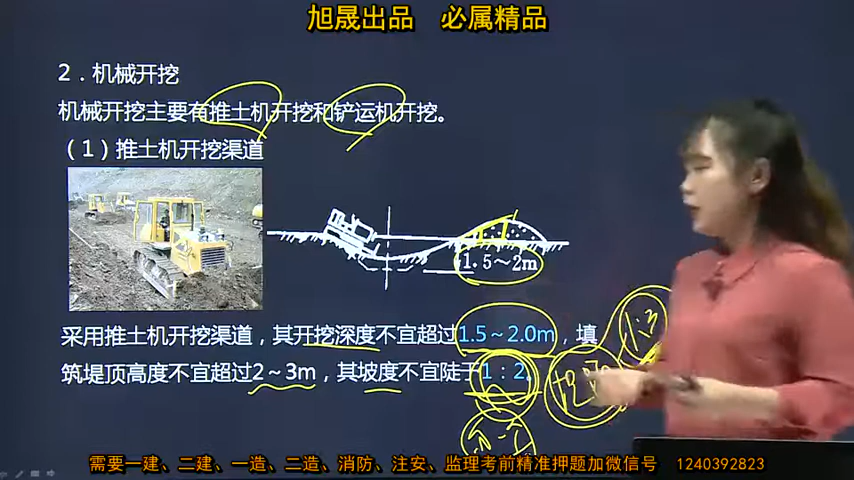 旭晟出品 必属精品
2．机械开挖
机械开挖主要有推土机开挖和铲运机开挖。
（1）推土机开挖渠道
1.5～2m
采用推土机开挖渠道，其开挖深度不宜超过1.5～2.0m，填
筑堤顶高度不宜超过2～3m，其坡度不宜陡于1：2。
1:3
需要一建、二建、一造、二造、消防、注安、监理考前精准押题加微信号 1240392823